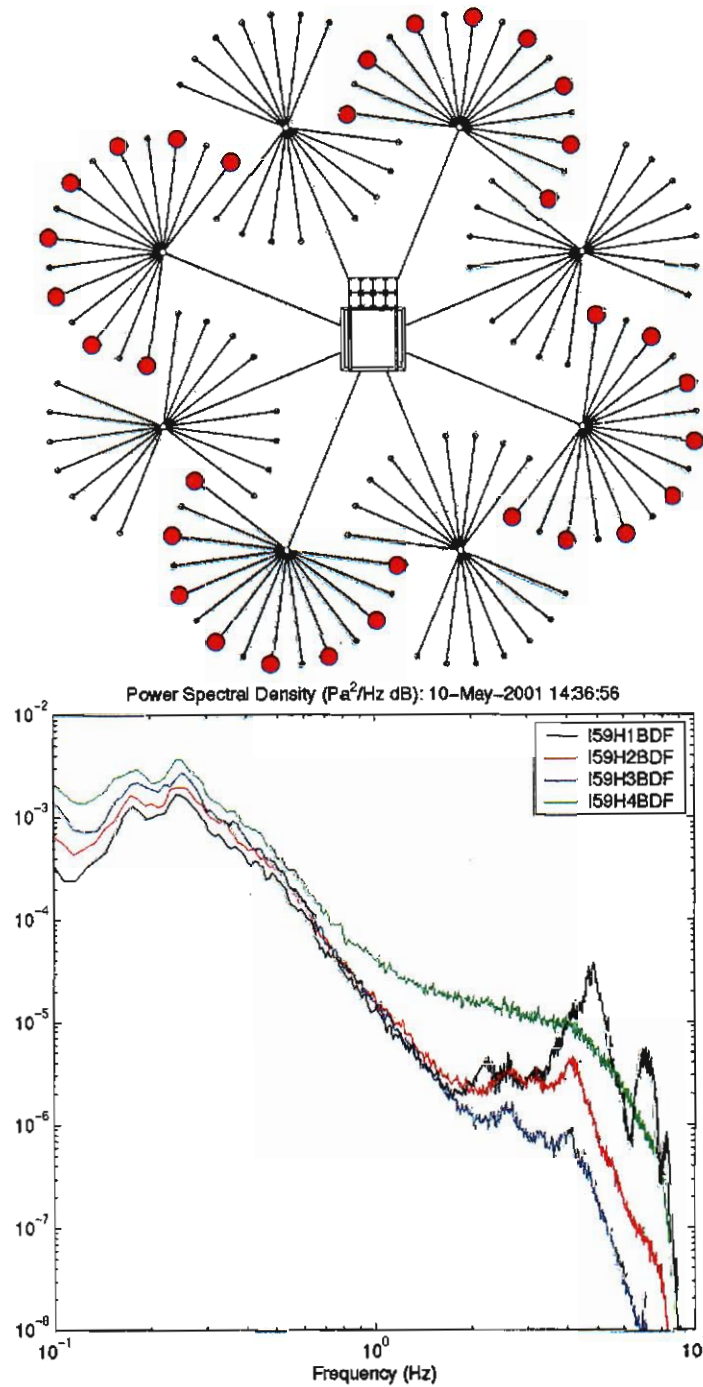 Power Spectral Density (Pa²/Hz dB): 10-May-2001 14:36:56
I59H1BDF
I59H2BDF
I59H3BDF
I59H4BDF
10⁻²
10⁻³
10⁻⁴
10⁻⁵
10⁻⁶
10⁻⁷
10⁻⁸
10⁻¹ 10⁰ 10
Frequency (Hz)